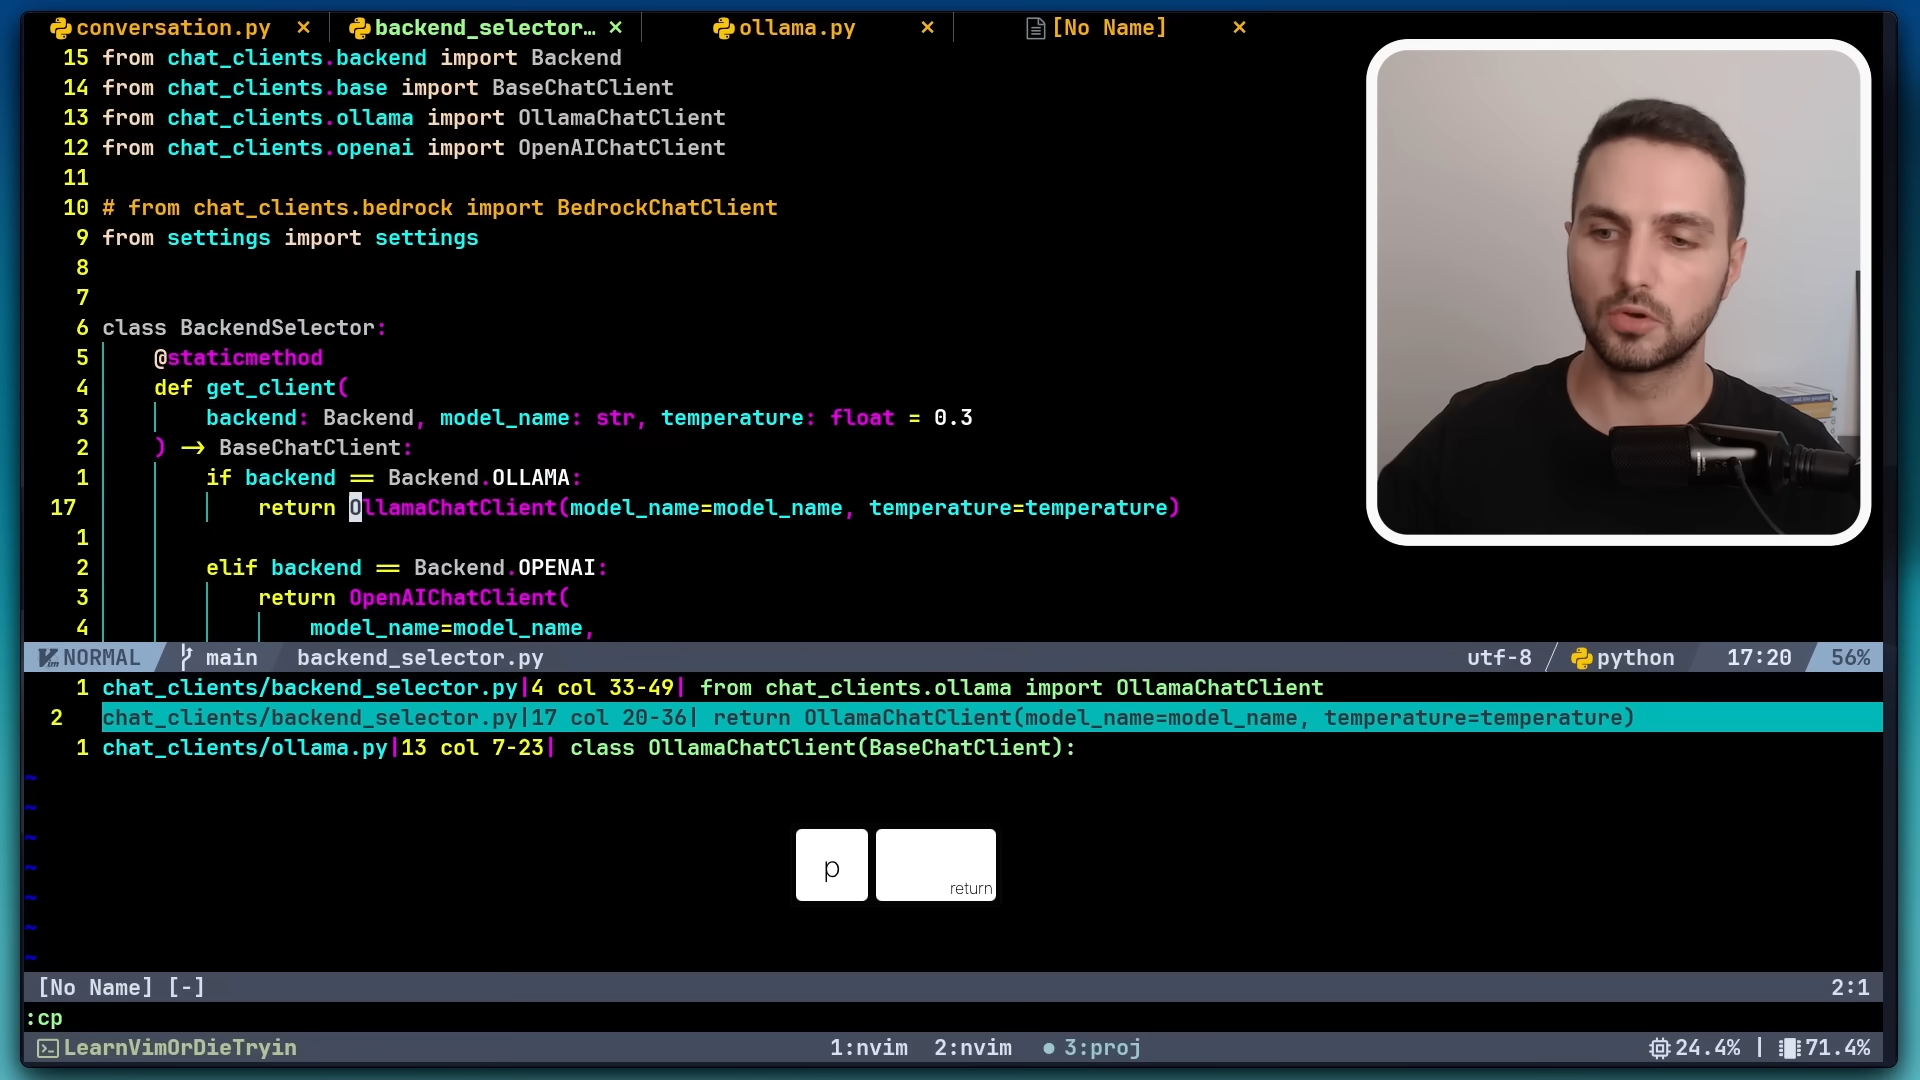 conversation.py × backend_selector… × ollama.py × [No Name] ×
15 from chat_clients.backend import Backend
14 from chat_clients.base import BaseChatClient
13 from chat_clients.ollama import OllamaChatClient
12 from chat_clients.openai import OpenAIChatClient
11
10 # from chat_clients.bedrock import BedrockChatClient
9 from settings import settings
8
7
6 class BackendSelector:
5 @staticmethod
4 def get_client(
3 backend: Backend, model_name: str, temperature: float = 0.3
2 ) -> BaseChatClient:
1 if backend == Backend.OLLAMA:
17 return OllamaChatClient(model_name=model_name, temperature=temperature)
1
2 elif backend == Backend.OPENAI:
3 return OpenAIChatClient(
4 model_name=model_name,
NORMAL main backend_selector.py utf-8 python 17:20 56%
1 chat_clients/backend_selector.py|4 col 33-49| from chat_clients.ollama import OllamaChatClient
2 chat_clients/backend_selector.py|17 col 20-36| return OllamaChatClient(model_name=model_name, temperature=temperature)
1 chat_clients/ollama.py|13 col 7-23| class OllamaChatClient(BaseChatClient):
~
~
~
~
~
~
~
p return
[No Name] [-] 2:1
:cp
LearnVimOrDieTryin 1:nvim 2:nvim ● 3:proj 24.4% | 71.4%